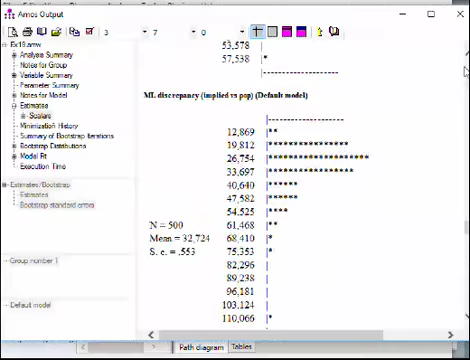 Amos Output
3 7 0
Ex19.amw
Analysis Summary
Notes for Group
Variable Summary
Parameter Summary
Notes for Model
Estimates
Scalars
Minimization History
Summary of Bootstrap Iterations
Bootstrap Distributions
Model Fit
Execution Time
Estimates/Bootstrap
Estimates
Bootstrap standard errors
Group number 1
Default model
53,578
57,538 *
--------------------
ML discrepancy (implied vs pop) (Default model)
|--------------------
12,869 |**
19,812 |****************
26,754 |********************
33,697 |*****************
40,640 |******
47,582 |******
54,525 |****
N = 500 61,468 |**
Mean = 32,724 68,410 |*
S. e. = ,553 75,353 |*
82,296 |
89,238 |
96,181 |
103,124 |
110,066 |*
Path diagram Tables